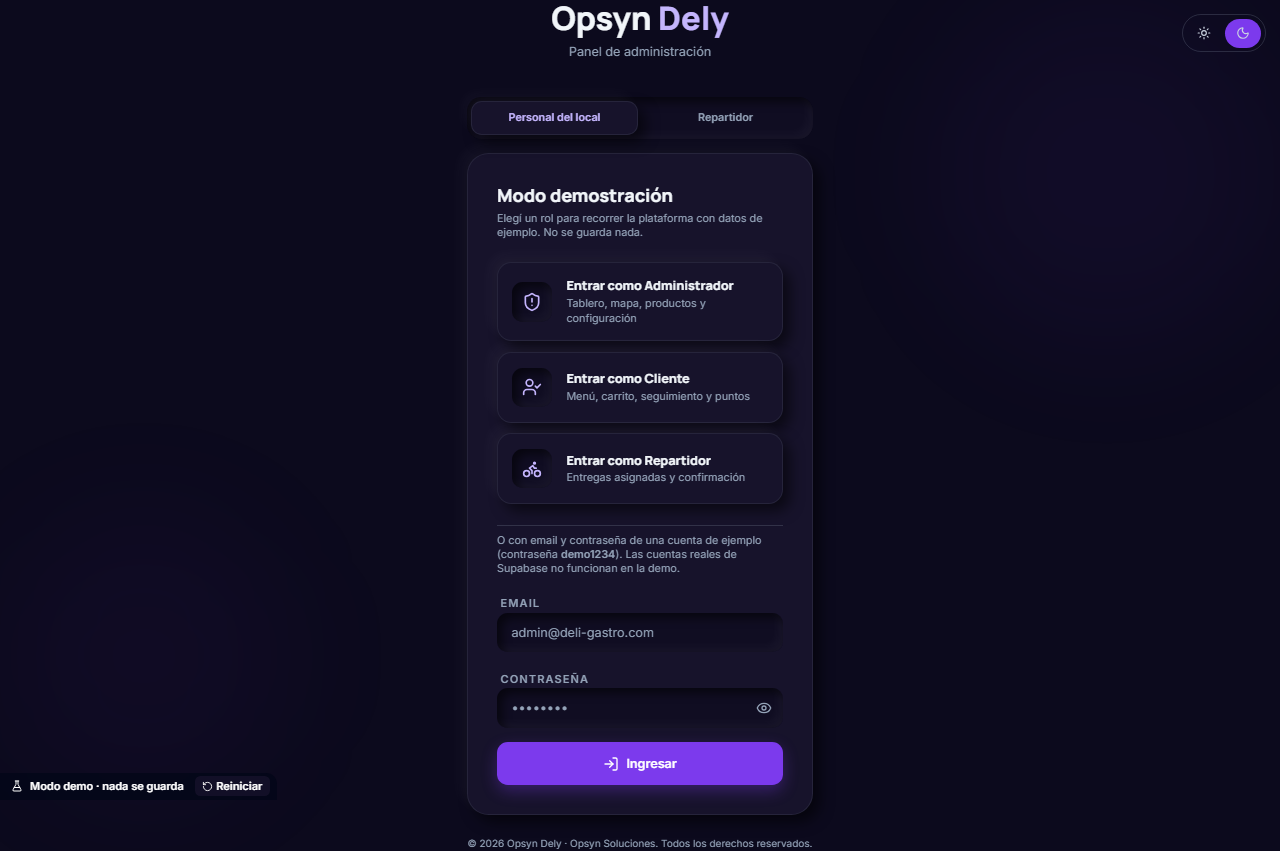 Opsyn Dely
Panel de administración
Personal del local
Repartidor
Modo demostración
Elegí un rol para recorrer la plataforma con datos de
ejemplo. No se guarda nada.
Entrar como Administrador
Tablero, mapa, productos y
configuración
Entrar como Cliente
Menú, carrito, seguimiento y puntos
Entrar como Repartidor
Entregas asignadas y confirmación
O con email y contraseña de una cuenta de ejemplo
(contraseña demo1234). Las cuentas reales de
Supabase no funcionan en la demo.
EMAIL
admin@deli-gastro.com
CONTRASEÑA
••••••••
Ingresar
Modo demo · nada se guarda
Reiniciar
© 2026 Opsyn Dely · Opsyn Soluciones. Todos los derechos reservados.